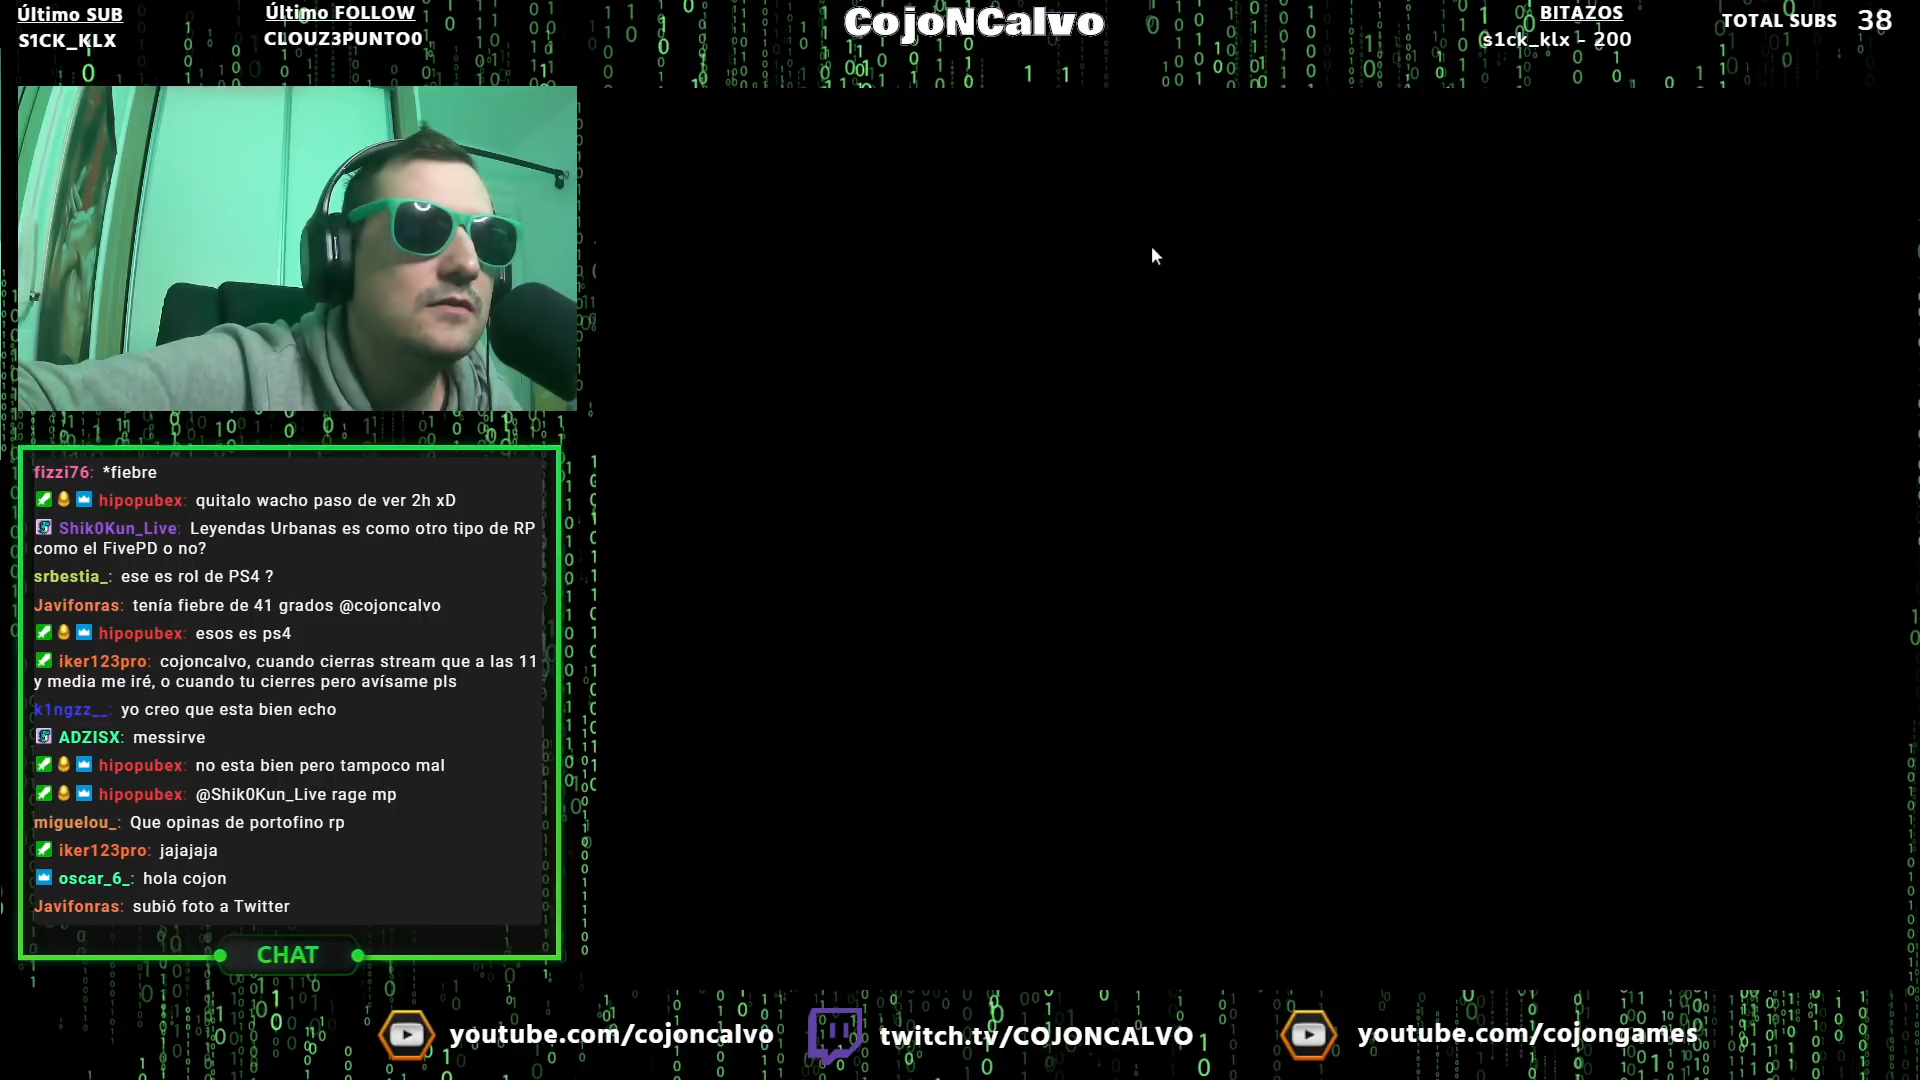 Último SUB
S1CK_KLX
Último FOLLOW
CLOUZ3PUNTO0
CojoNCalvo
BITAZOS
s1ck_klx - 200
TOTAL SUBS 38
fizzi76: *fiebre
hipopubex: quitalo wacho paso de ver 2h xD
Shik0Kun_Live: Leyendas Urbanas es como otro tipo de RP
como el FivePD o no?
srbestia_: ese es rol de PS4 ?
Javifonras: tenía fiebre de 41 grados @cojoncalvo
hipopubex: esos es ps4
iker123pro: cojoncalvo, cuando cierras stream que a las 11
y media me iré, o cuando tu cierres pero avísame pls
k1ngzz__: yo creo que esta bien echo
ADZISX: messirve
hipopubex: no esta bien pero tampoco mal
hipopubex: @Shik0Kun_Live rage mp
miguelou_: Que opinas de portofino rp
iker123pro: jajajaja
oscar_6_: hola cojon
Javifonras: subió foto a Twitter
CHAT
youtube.com/cojoncalvo
twitch.tv/COJONCALVO
youtube.com/cojongames